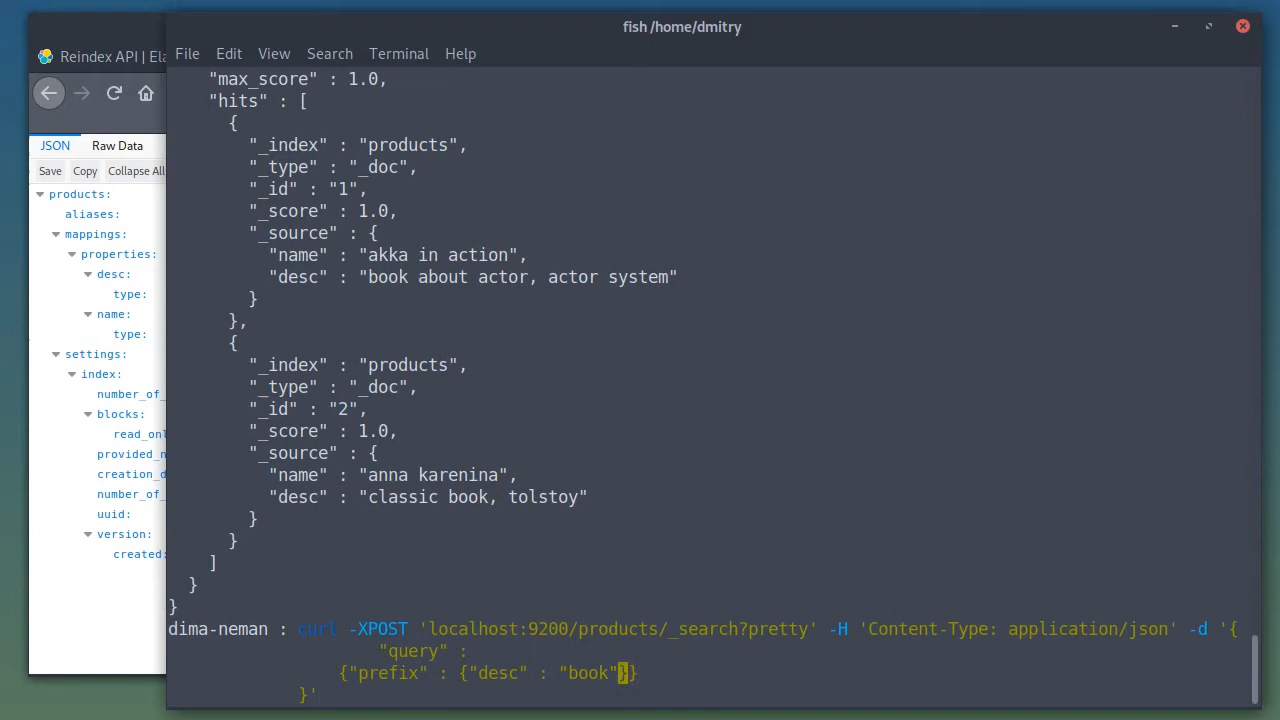 fish /home/dmitry
Reindex API | Ela
File Edit View Search Terminal Help
JSON Raw Data
Save Copy Collapse All
products:
aliases:
mappings:
properties:
desc:
type:
name:
type:
settings:
index:
number_of_
blocks:
read_onl
provided_n
creation_d
number_of_
uuid:
version:
created:
"max_score" : 1.0,
"hits" : [
{
"_index" : "products",
"_type" : "_doc",
"_id" : "1",
"_score" : 1.0,
"_source" : {
"name" : "akka in action",
"desc" : "book about actor, actor system"
}
},
{
"_index" : "products",
"_type" : "_doc",
"_id" : "2",
"_score" : 1.0,
"_source" : {
"name" : "anna karenina",
"desc" : "classic book, tolstoy"
}
}
]
}
}
dima-neman : curl -XPOST 'localhost:9200/products/_search?pretty' -H 'Content-Type: application/json' -d '{
"query" :
{"prefix" : {"desc" : "book"}}
}'